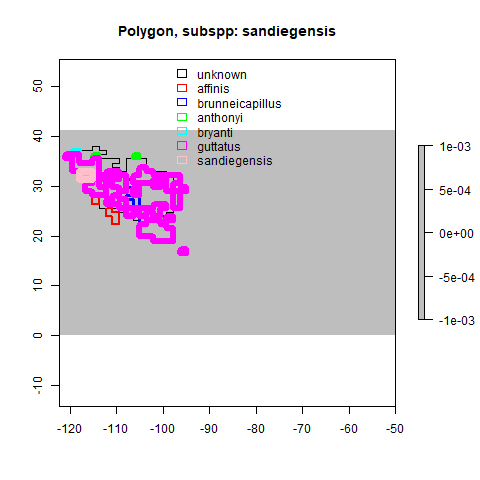 Polygon, subspp: sandiegensis
unknown
affinis
brunneicapillus
anthonyi
bryanti
guttatus
sandiegensis
50
40
30
20
10
0
-10
-120
-110
-100
-90
-80
-70
-60
-50
1e-03
5e-04
0e+00
-5e-04
-1e-03